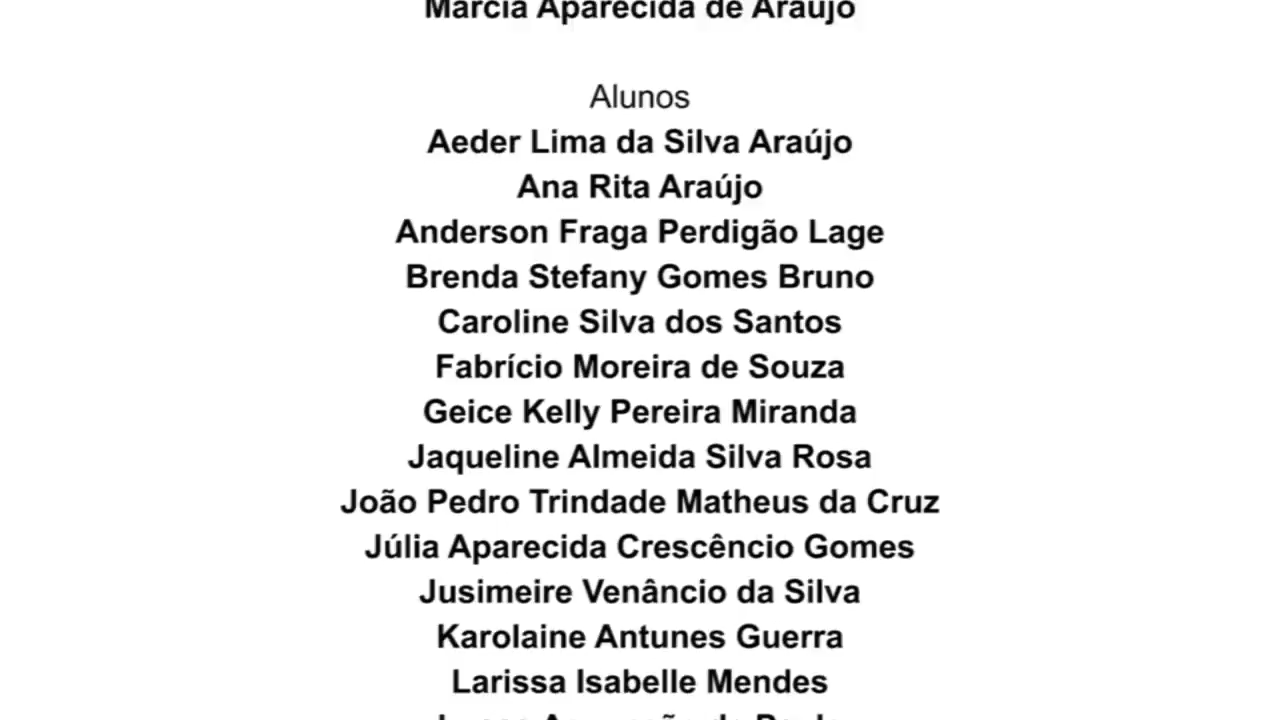 Márcia Aparecida de Araújo
Alunos
Aeder Lima da Silva Araújo
Ana Rita Araújo
Anderson Fraga Perdigão Lage
Brenda Stefany Gomes Bruno
Caroline Silva dos Santos
Fabrício Moreira de Souza
Geice Kelly Pereira Miranda
Jaqueline Almeida Silva Rosa
João Pedro Trindade Matheus da Cruz
Júlia Aparecida Crescêncio Gomes
Jusimeire Venâncio da Silva
Karolaine Antunes Guerra
Larissa Isabelle Mendes